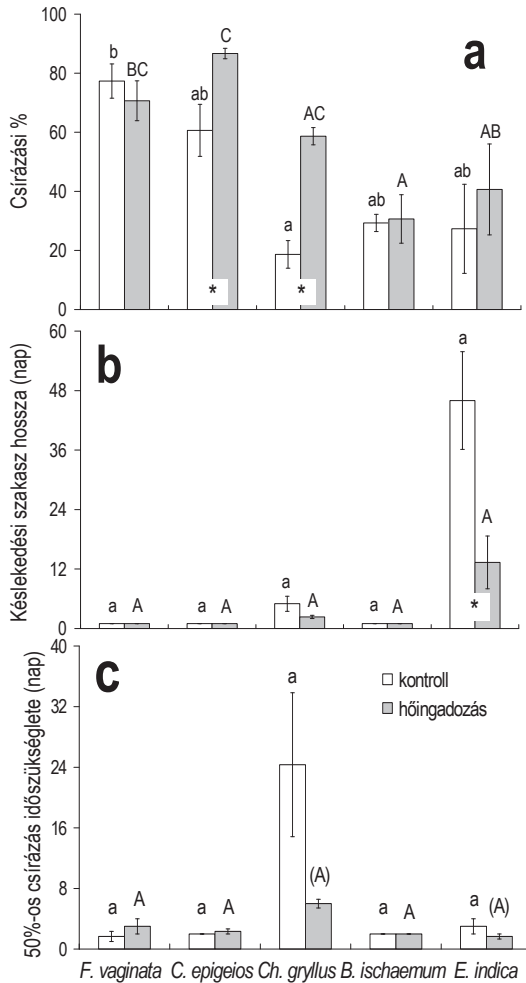 100
80
60
40
20
0
Csírázási %
b BC ab C a AC ab A ab AB
* *
a
60
48
36
24
12
0
Késlekedési szakasz hossza (nap)
b
a A a A a A a A a A
*
40
32
24
16
8
0
50%-os csírázás időszükséglete (nap)
c
kontroll
hőingadozás
a A a A a (A) a A a (A)
F. vaginata C. epigeios Ch. gryllus B. ischaemum E. indica